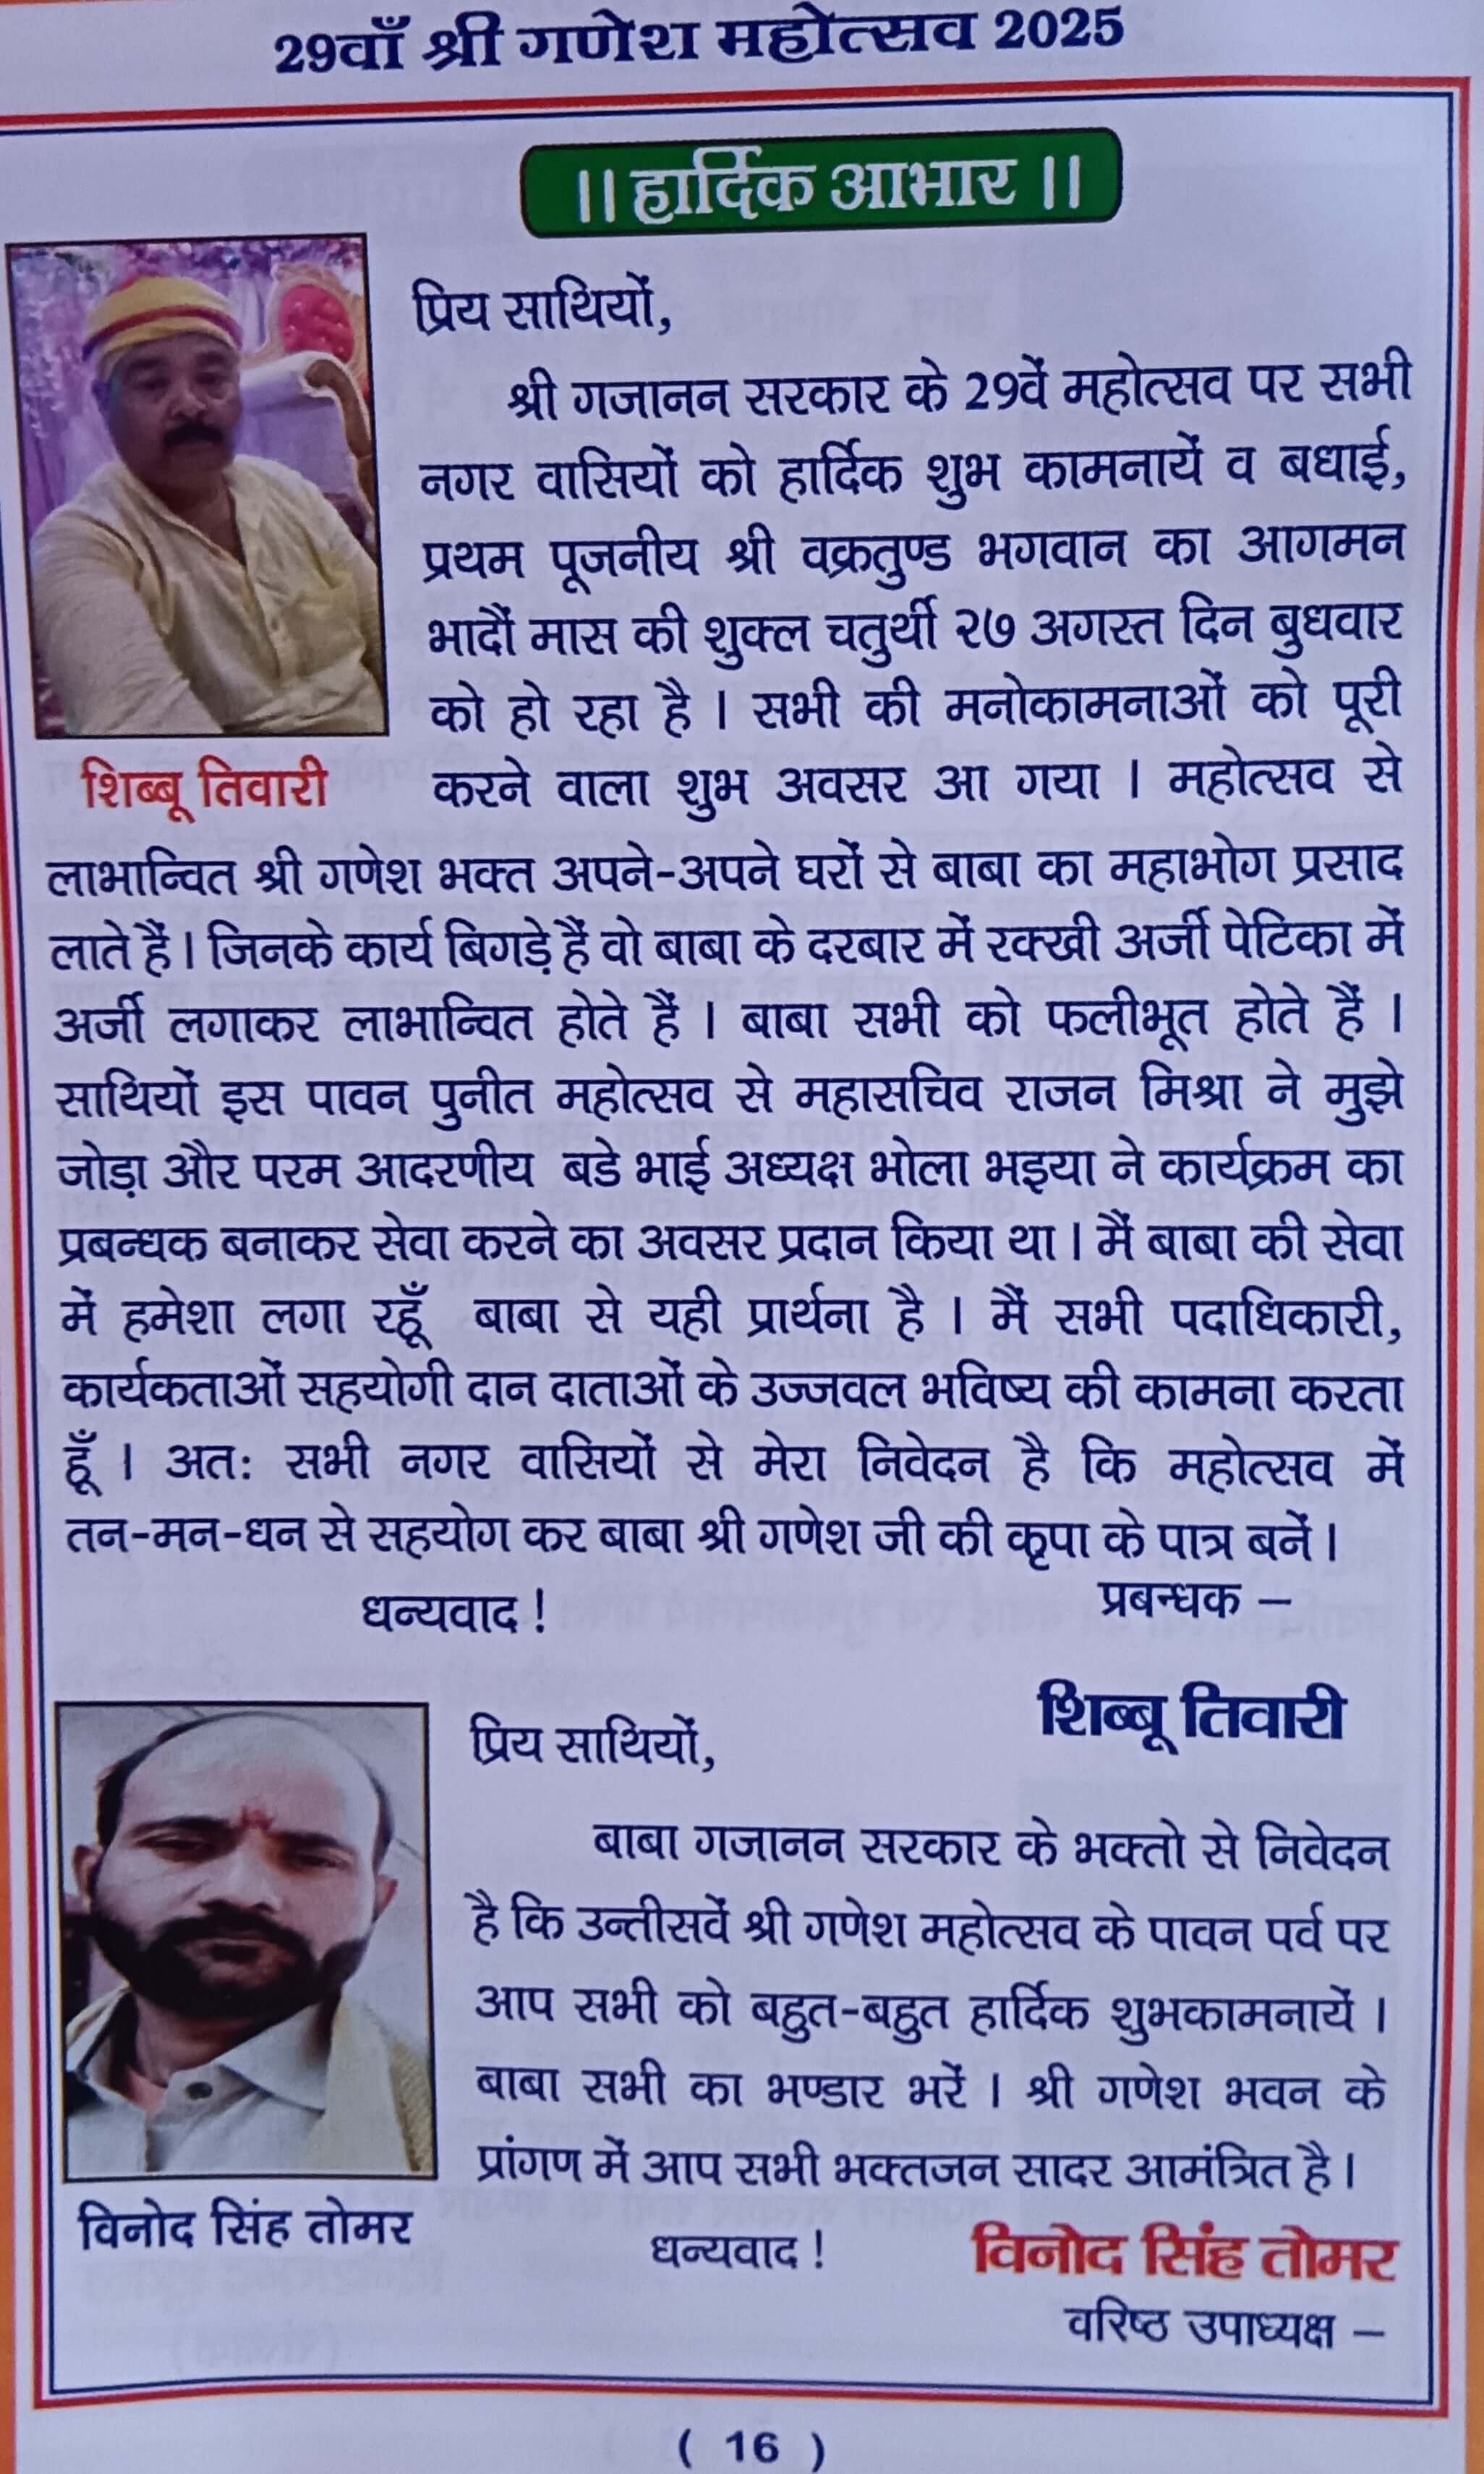 29वाँ श्री गणेश महोत्सव 2025
।। हार्दिक आभार ।।
प्रिय साथियों,
श्री गजानन सरकार के 29वें महोत्सव पर सभी
नगर वासियों को हार्दिक शुभ कामनायें व बधाई,
प्रथम पूजनीय श्री वक्रतुण्ड भगवान का आगमन
भादौं मास की शुक्ल चतुर्थी २७ अगस्त दिन बुधवार
को हो रहा है । सभी की मनोकामनाओं को पूरी
शिब्बू तिवारी
करने वाला शुभ अवसर आ गया । महोत्सव से
लाभान्वित श्री गणेश भक्त अपने-अपने घरों से बाबा का महाभोग प्रसाद
लाते हैं । जिनके कार्य बिगड़े हैं वो बाबा के दरबार में रक्खी अर्जी पेटिका में
अर्जी लगाकर लाभान्वित होते हैं । बाबा सभी को फलीभूत होते हैं ।
साथियों इस पावन पुनीत महोत्सव से महासचिव राजन मिश्रा ने मुझे
जोड़ा और परम आदरणीय बडे भाई अध्यक्ष भोला भइया ने कार्यक्रम का
प्रबन्धक बनाकर सेवा करने का अवसर प्रदान किया था । मैं बाबा की सेवा
में हमेशा लगा रहूँ बाबा से यही प्रार्थना है । मैं सभी पदाधिकारी,
कार्यकताओं सहयोगी दान दाताओं के उज्जवल भविष्य की कामना करता
हूँ । अतः सभी नगर वासियों से मेरा निवेदन है कि महोत्सव में
तन-मन-धन से सहयोग कर बाबा श्री गणेश जी की कृपा के पात्र बनें ।
धन्यवाद ! प्रबन्धक –
शिब्बू तिवारी
प्रिय साथियों,
बाबा गजानन सरकार के भक्तो से निवेदन
है कि उन्तीसवें श्री गणेश महोत्सव के पावन पर्व पर
आप सभी को बहुत-बहुत हार्दिक शुभकामनायें ।
बाबा सभी का भण्डार भरें । श्री गणेश भवन के
प्रांगण में आप सभी भक्तजन सादर आमंत्रित है ।
विनोद सिंह तोमर
धन्यवाद ! विनोद सिंह तोमर
वरिष्ठ उपाध्यक्ष –
( 16 )